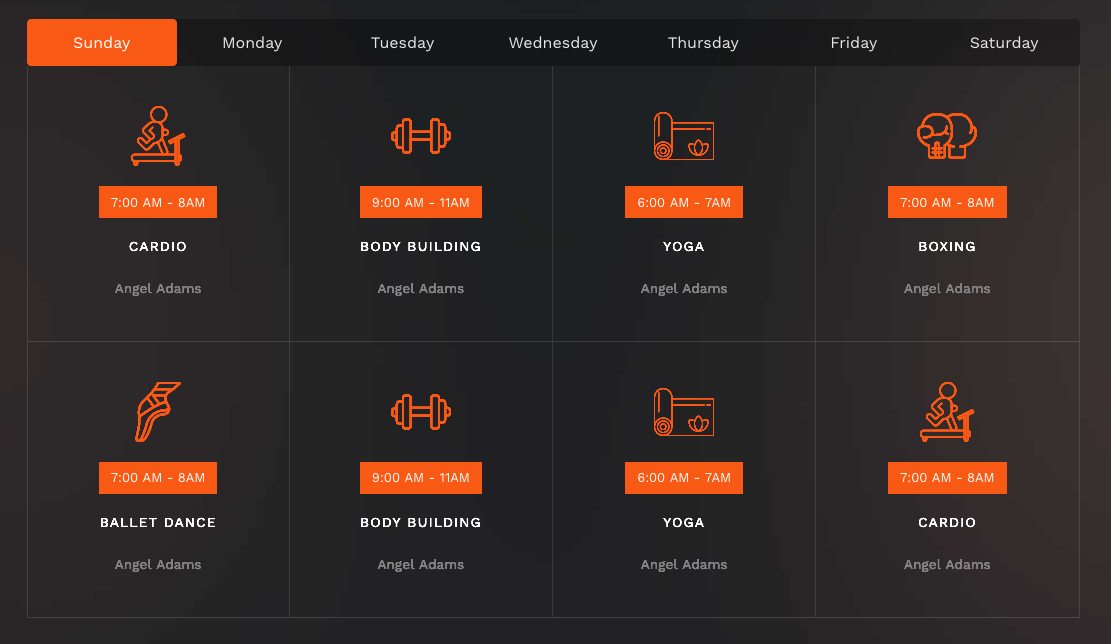 Sunday Monday Tuesday Wednesday Thursday Friday Saturday
7:00 AM - 8AM
CARDIO
Angel Adams
9:00 AM - 11AM
BODY BUILDING
Angel Adams
6:00 AM - 7AM
YOGA
Angel Adams
7:00 AM - 8AM
BOXING
Angel Adams
7:00 AM - 8AM
BALLET DANCE
Angel Adams
9:00 AM - 11AM
BODY BUILDING
Angel Adams
6:00 AM - 7AM
YOGA
Angel Adams
7:00 AM - 8AM
CARDIO
Angel Adams